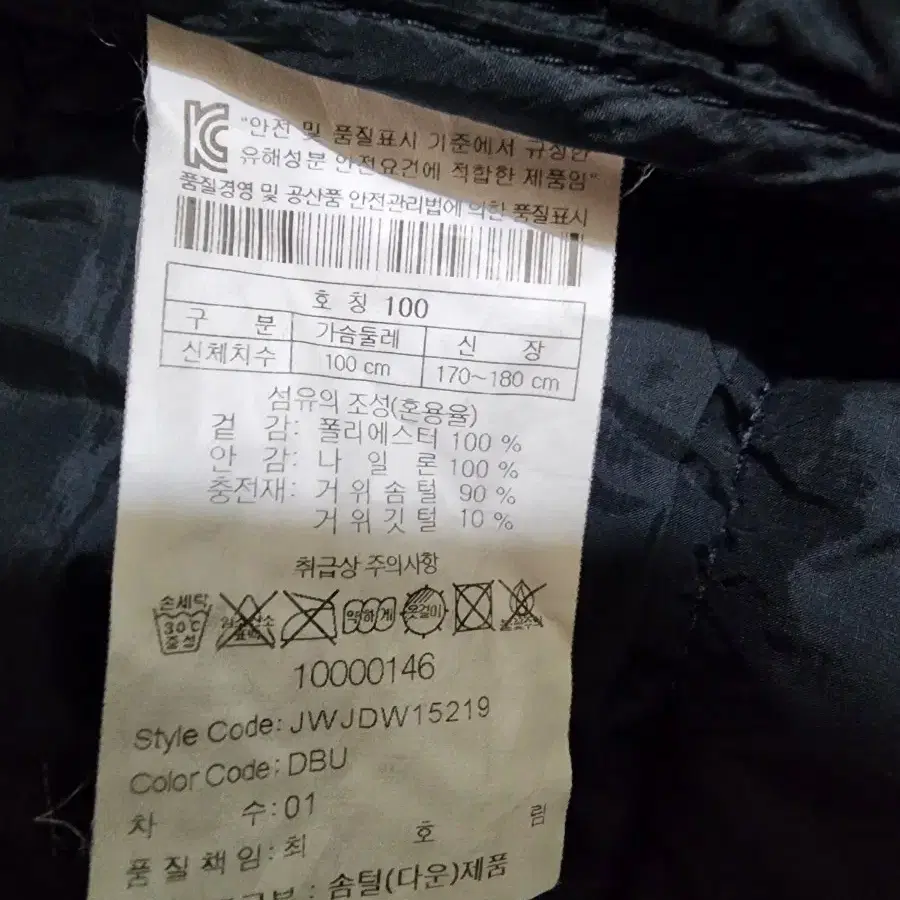 KC "안전 및 품질표시 기준에서 규정한
유해성분 안전요건에 적합한 제품임"
품질경영 및 공산품 안전관리법에 의한 품질표시
호 칭 100
구 분 가슴둘레 신 장
신체치수 100 cm 170~180 cm
섬유의 조성(혼용율)
겉 감: 폴리에스터 100 %
안 감: 나 일 론 100 %
충전재: 거 위 솜 털 90 %
거 위 깃 털 10 %
취급상 주의사항
손세탁 30℃ 중성 약하게 옷걸이
10000146
Style Code: JWJDW15219
Color Code: DBU
차 수: 01
품 질 책 임: 최 호 림
: 솜털(다운)제품